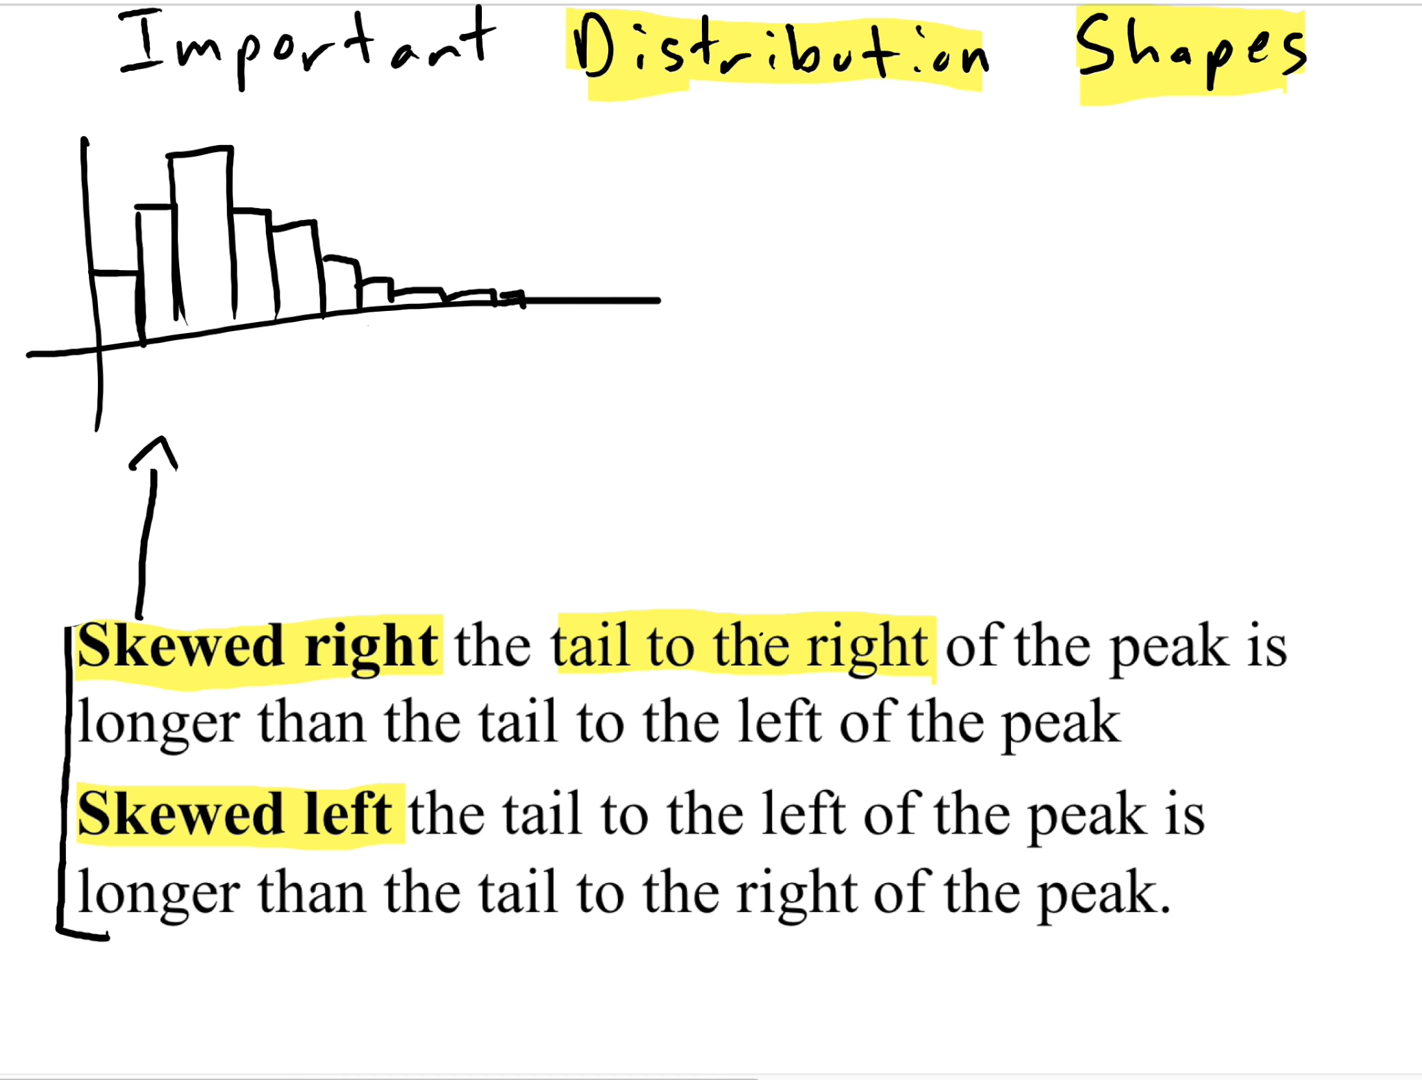 Important Distribution Shapes
Skewed right the tail to the right of the peak is
longer than the tail to the left of the peak
Skewed left the tail to the left of the peak is
longer than the tail to the right of the peak.